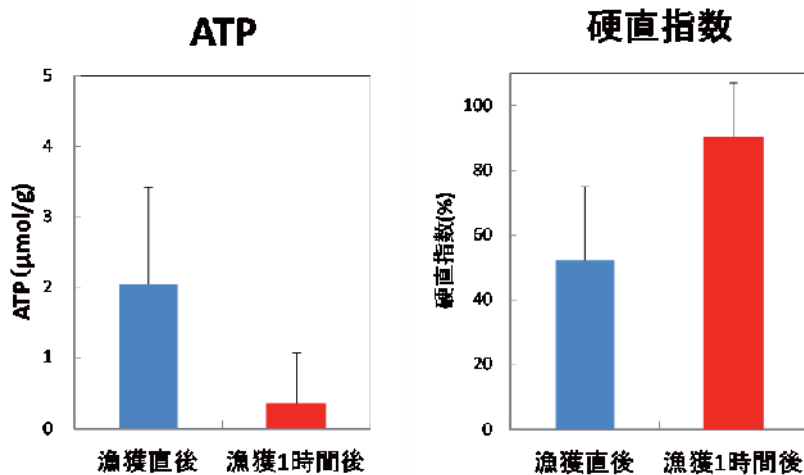 ATP
5
4
3
2
1
0
ATP (μmol/g)
漁獲直後
漁獲1時間後
硬直指数
100
80
60
40
20
0
硬直指数(%)
漁獲直後
漁獲1時間後